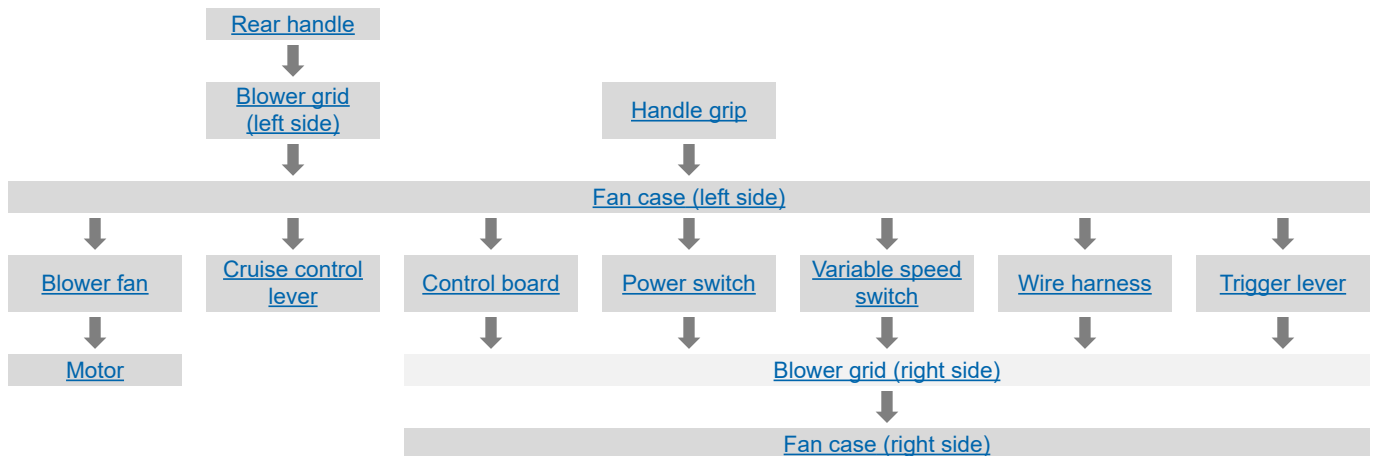 Rear handle
Blower grid
(left side)
Handle grip
Fan case (left side)
Blower fan
Cruise control
lever
Control board
Power switch
Variable speed
switch
Wire harness
Trigger lever
Motor
Blower grid (right side)
Fan case (right side)